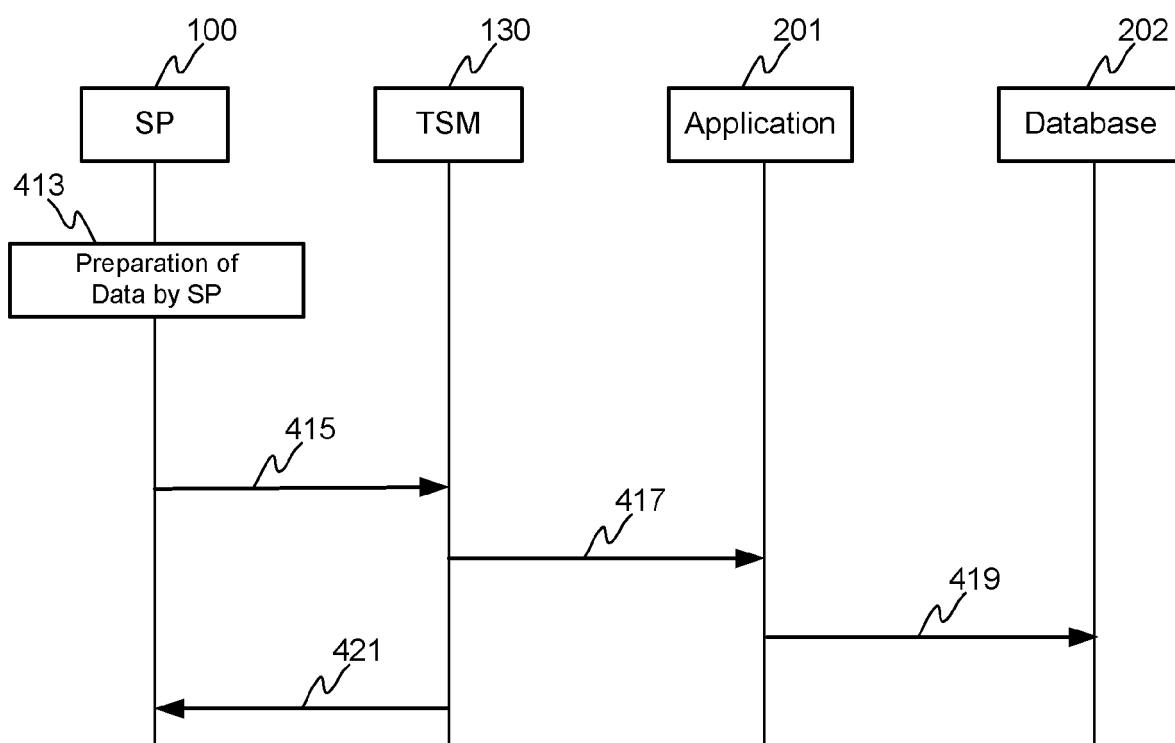 100
130
201
202
SP
TSM
Application
Database
413
Preparation of
Data by SP
415
417
419
421